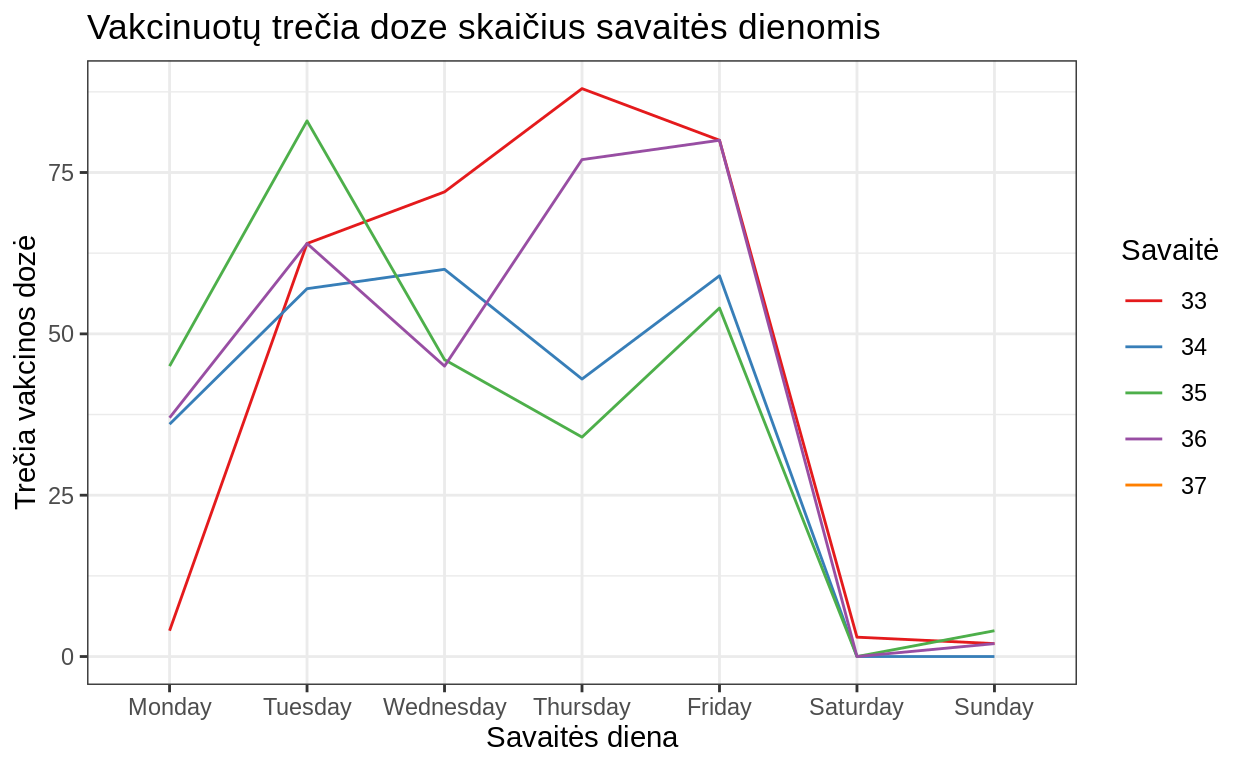 Vakcinuotų trečia doze skaičius savaitės dienomis
Trečia vakcinos dozė
75
50
25
0
Monday Tuesday Wednesday Thursday Friday Saturday Sunday
Savaitės diena
Savaitė
33
34
35
36
37